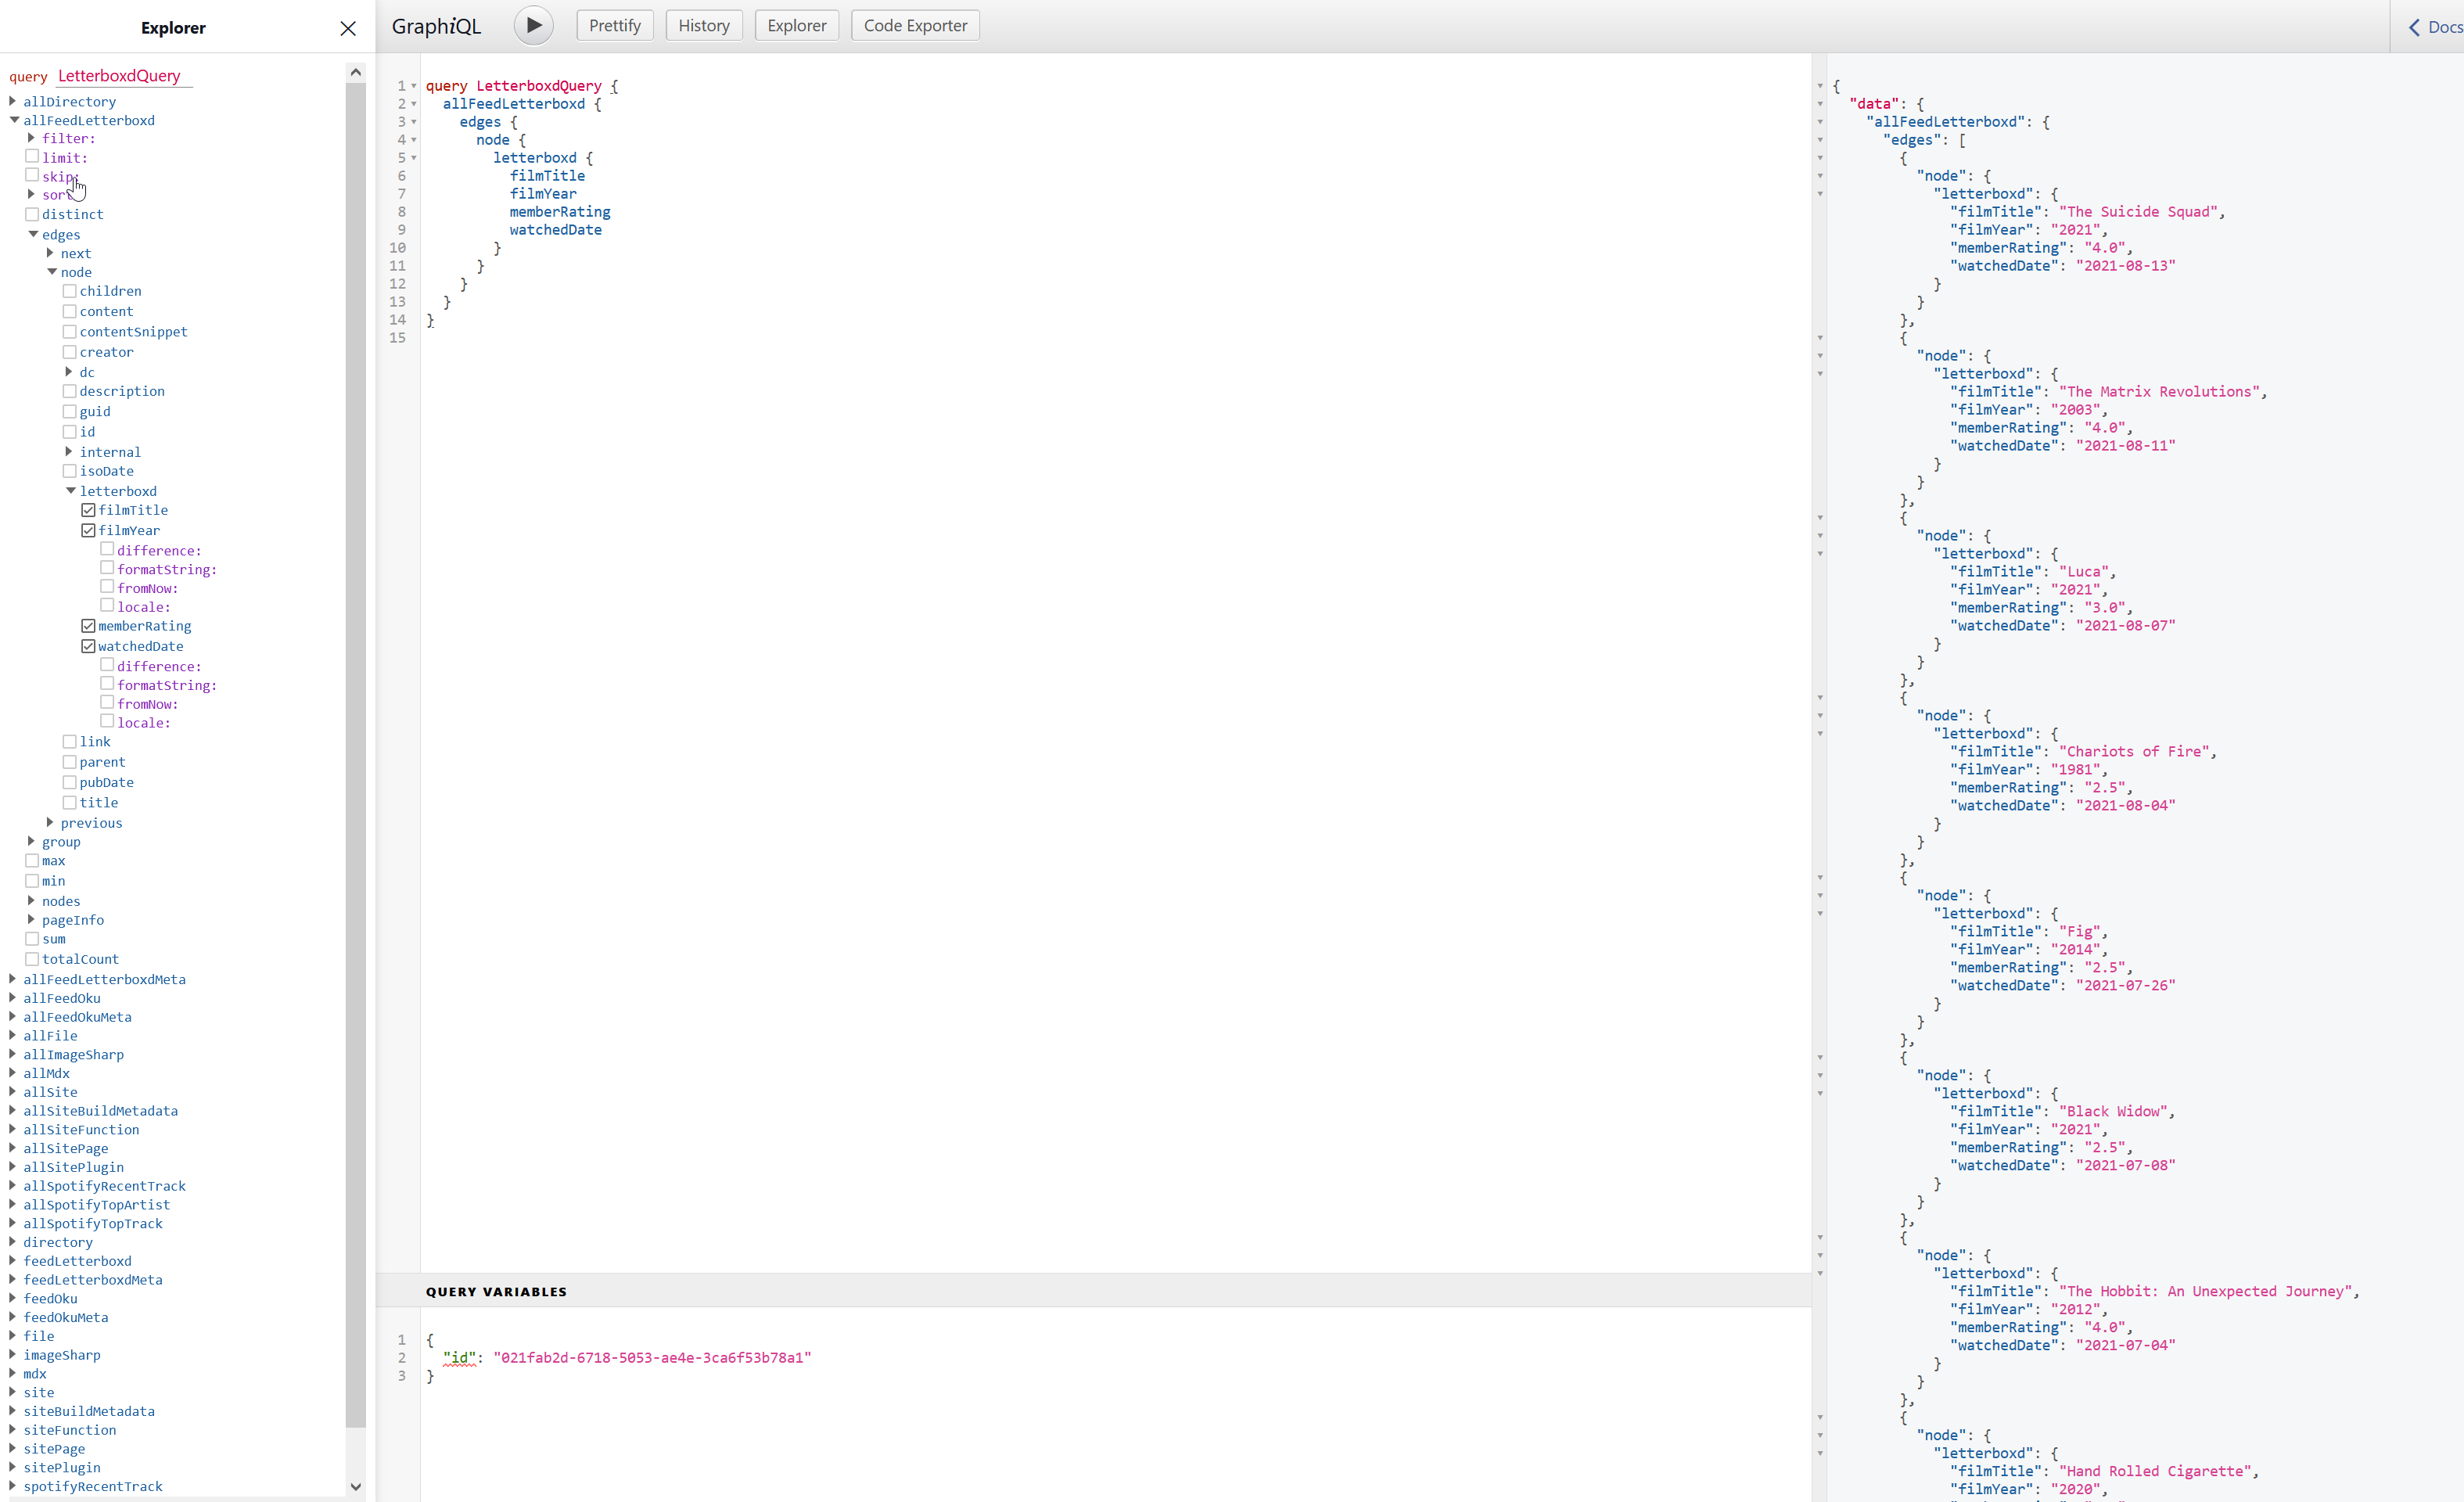 Explorer
query LetterboxdQuery
allDirectory
allFeedLetterboxd
filter:
limit:
skip:
sort
distinct
edges
next
node
children
content
contentSnippet
creator
dc
description
guid
id
internal
isoDate
letterboxd
filmTitle
filmYear
difference:
formatString:
fromNow:
locale:
memberRating
watchedDate
difference:
formatString:
fromNow:
locale:
link
parent
pubDate
title
previous
group
max
min
nodes
pageInfo
sum
totalCount
allFeedLetterboxdMeta
allFeedOku
allFeedOkuMeta
allFile
allImageSharp
allMdx
allSite
allSiteBuildMetadata
allSiteFunction
allSitePage
allSitePlugin
allSpotifyRecentTrack
allSpotifyTopArtist
allSpotifyTopTrack
directory
feedLetterboxd
feedLetterboxdMeta
feedOku
feedOkuMeta
file
imageSharp
mdx
site
siteBuildMetadata
siteFunction
sitePage
sitePlugin
spotifyRecentTrack
GraphiQL Prettify History Explorer Code Exporter Docs
1 query LetterboxdQuery {
2 allFeedLetterboxd {
3 edges {
4 node {
5 letterboxd {
6 filmTitle
7 filmYear
8 memberRating
9 watchedDate
10 }
11 }
12 }
13 }
14 }
15
QUERY VARIABLES
1 {
2 "id": "021fab2d-6718-5053-ae4e-3ca6f53b78a1"
3 }
{
"data": {
"allFeedLetterboxd": {
"edges": [
{
"node": {
"letterboxd": {
"filmTitle": "The Suicide Squad",
"filmYear": "2021",
"memberRating": "4.0",
"watchedDate": "2021-08-13"
}
}
},
{
"node": {
"letterboxd": {
"filmTitle": "The Matrix Revolutions",
"filmYear": "2003",
"memberRating": "4.0",
"watchedDate": "2021-08-11"
}
}
},
{
"node": {
"letterboxd": {
"filmTitle": "Luca",
"filmYear": "2021",
"memberRating": "3.0",
"watchedDate": "2021-08-07"
}
}
},
{
"node": {
"letterboxd": {
"filmTitle": "Chariots of Fire",
"filmYear": "1981",
"memberRating": "2.5",
"watchedDate": "2021-08-04"
}
}
},
{
"node": {
"letterboxd": {
"filmTitle": "Fig",
"filmYear": "2014",
"memberRating": "2.5",
"watchedDate": "2021-07-26"
}
}
},
{
"node": {
"letterboxd": {
"filmTitle": "Black Widow",
"filmYear": "2021",
"memberRating": "2.5",
"watchedDate": "2021-07-08"
}
}
},
{
"node": {
"letterboxd": {
"filmTitle": "The Hobbit: An Unexpected Journey",
"filmYear": "2012",
"memberRating": "4.0",
"watchedDate": "2021-07-04"
}
}
},
{
"node": {
"letterboxd": {
"filmTitle": "Hand Rolled Cigarette",
"filmYear": "2020",